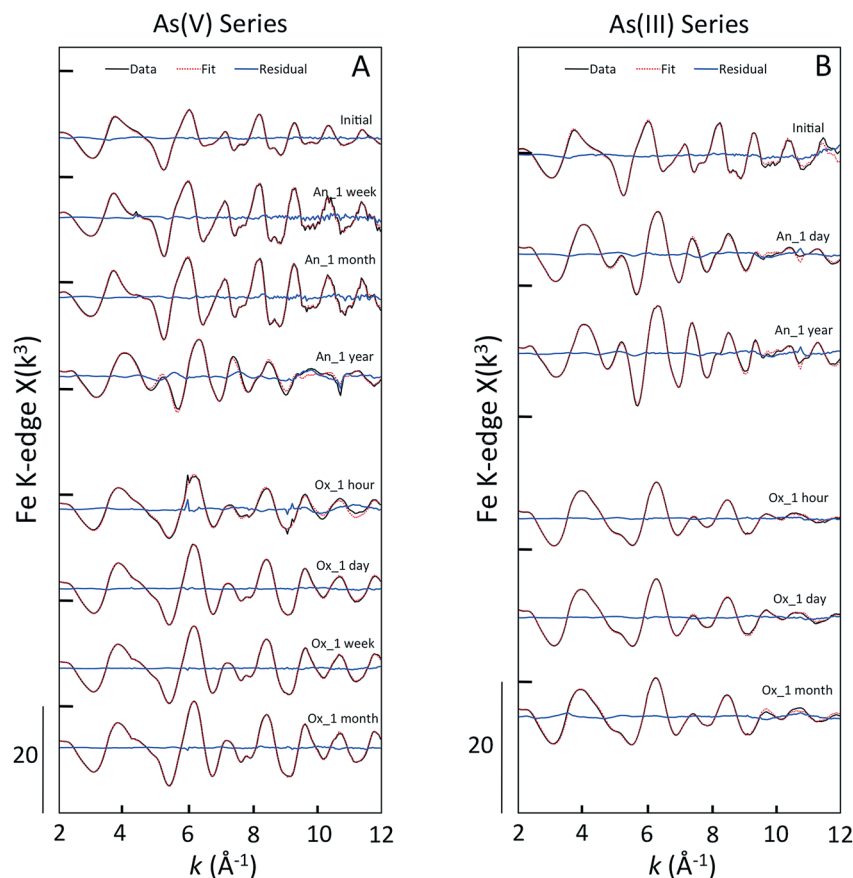 As(V) Series
As(III) Series
Data Fit Residual A
Data Fit Residual B
Initial
An_1 week
An_1 month
An_1 year
Ox_1 hour
Ox_1 day
Ox_1 week
Ox_1 month
Initial
An_1 day
An_1 year
Ox_1 hour
Ox_1 day
Ox_1 month
Fe K-edge X(k³)
Fe K-edge X(k³)
20
20
2 4 6 8 10 12
2 4 6 8 10 12
k (Å⁻¹)
k (Å⁻¹)